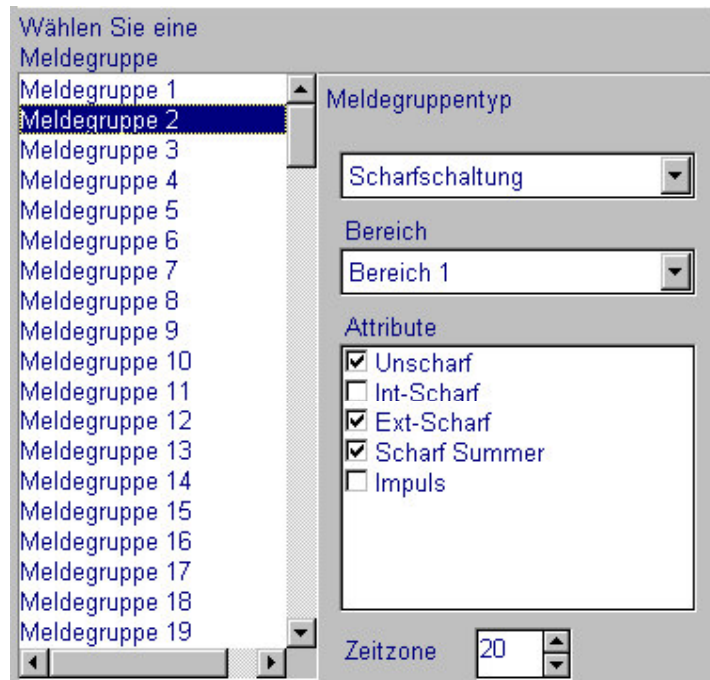 Wählen Sie eine
Meldegruppe
Meldegruppe 1
Meldegruppe 2
Meldegruppe 3
Meldegruppe 4
Meldegruppe 5
Meldegruppe 6
Meldegruppe 7
Meldegruppe 8
Meldegruppe 9
Meldegruppe 10
Meldegruppe 11
Meldegruppe 12
Meldegruppe 13
Meldegruppe 14
Meldegruppe 15
Meldegruppe 16
Meldegruppe 17
Meldegruppe 18
Meldegruppe 19
Meldegruppentyp
Scharfschaltung
Bereich
Bereich 1
Attribute
Unscharf
Int-Scharf
Ext-Scharf
Scharf Summer
Impuls
Zeitzone 20